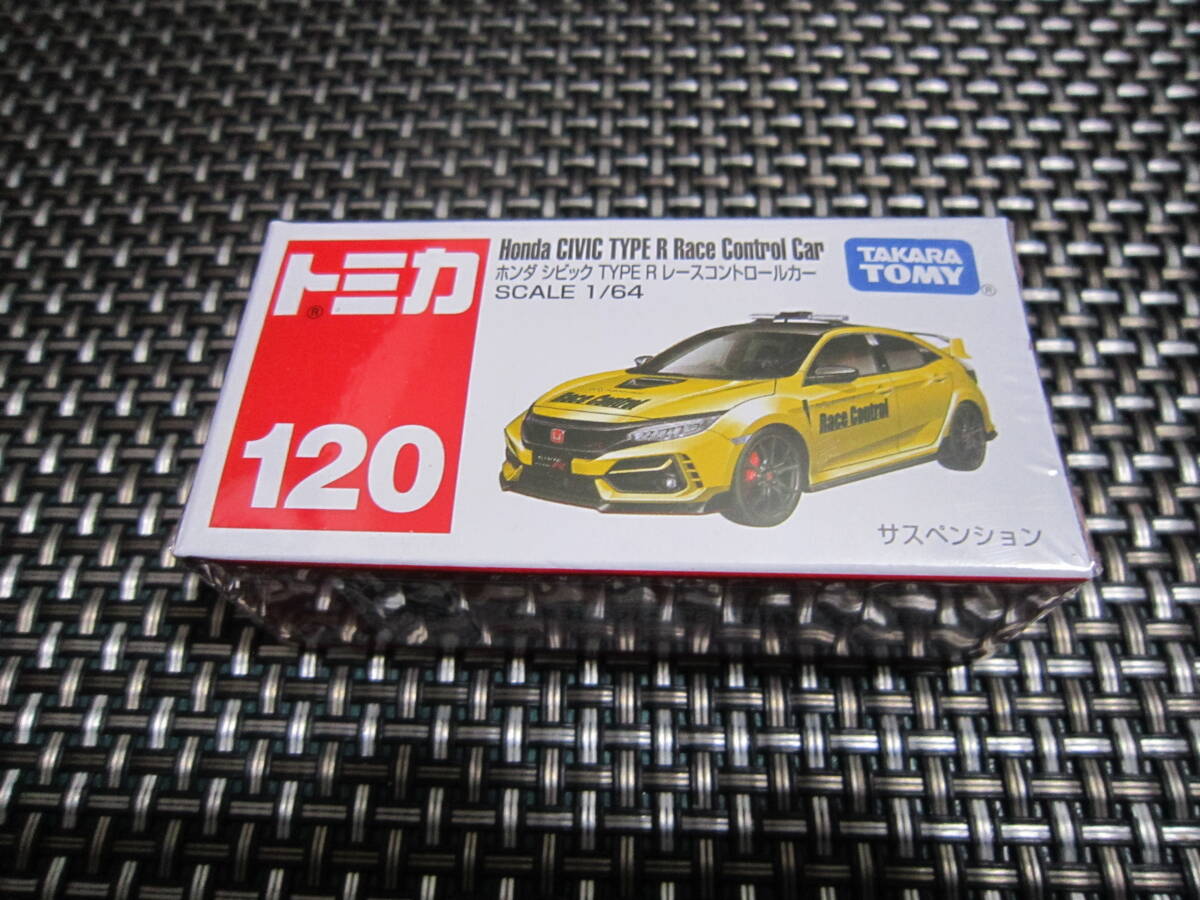 トミカ®
120
Honda CIVIC TYPE R Race Control Car
ホンダ シビック TYPE R レースコントロールカー
SCALE 1/64
TAKARA
TOMY®
Race Control
Race Control
サスペンション